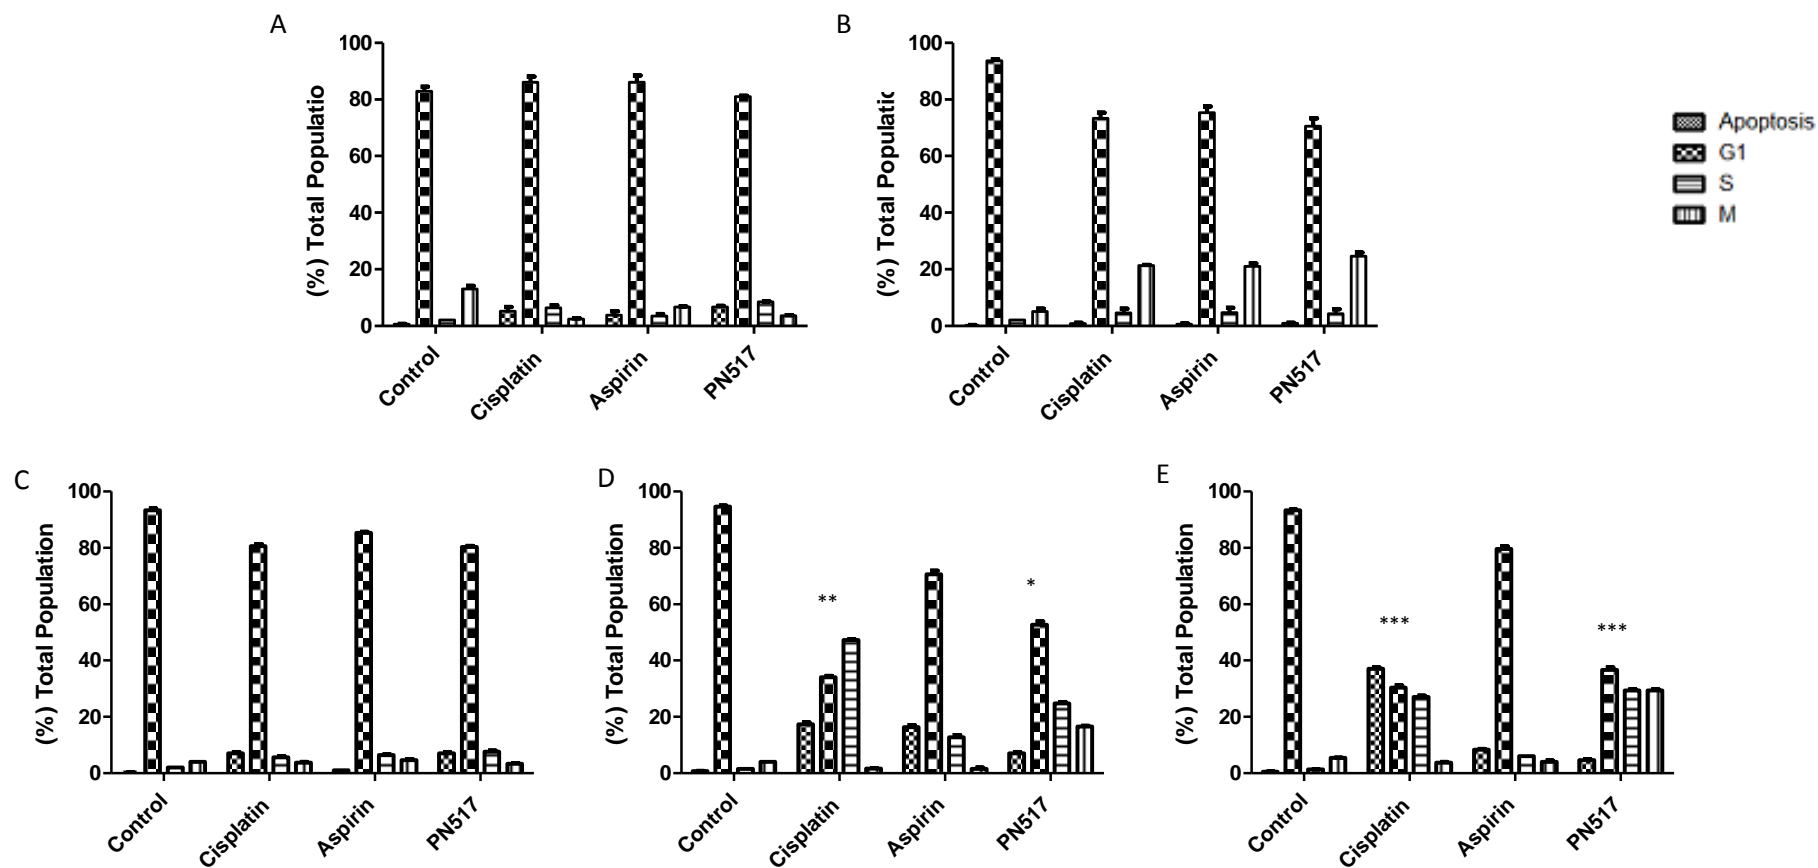 A
100
80
60
40
20
0
(%) Total Populatio
Control
Cisplatin
Aspirin
PN517
B
100
80
60
40
20
0
(%) Total Populatic
Control
Cisplatin
Aspirin
PN517
Apoptosis
G1
S
M
C
100
80
60
40
20
0
(%) Total Population
Control
Cisplatin
Aspirin
PN517
D
100
80
60
40
20
0
(%) Total Population
**
*
Control
Cisplatin
Aspirin
PN517
E
100
80
60
40
20
0
(%) Total Population
***
***
Control
Cisplatin
Aspirin
PN517